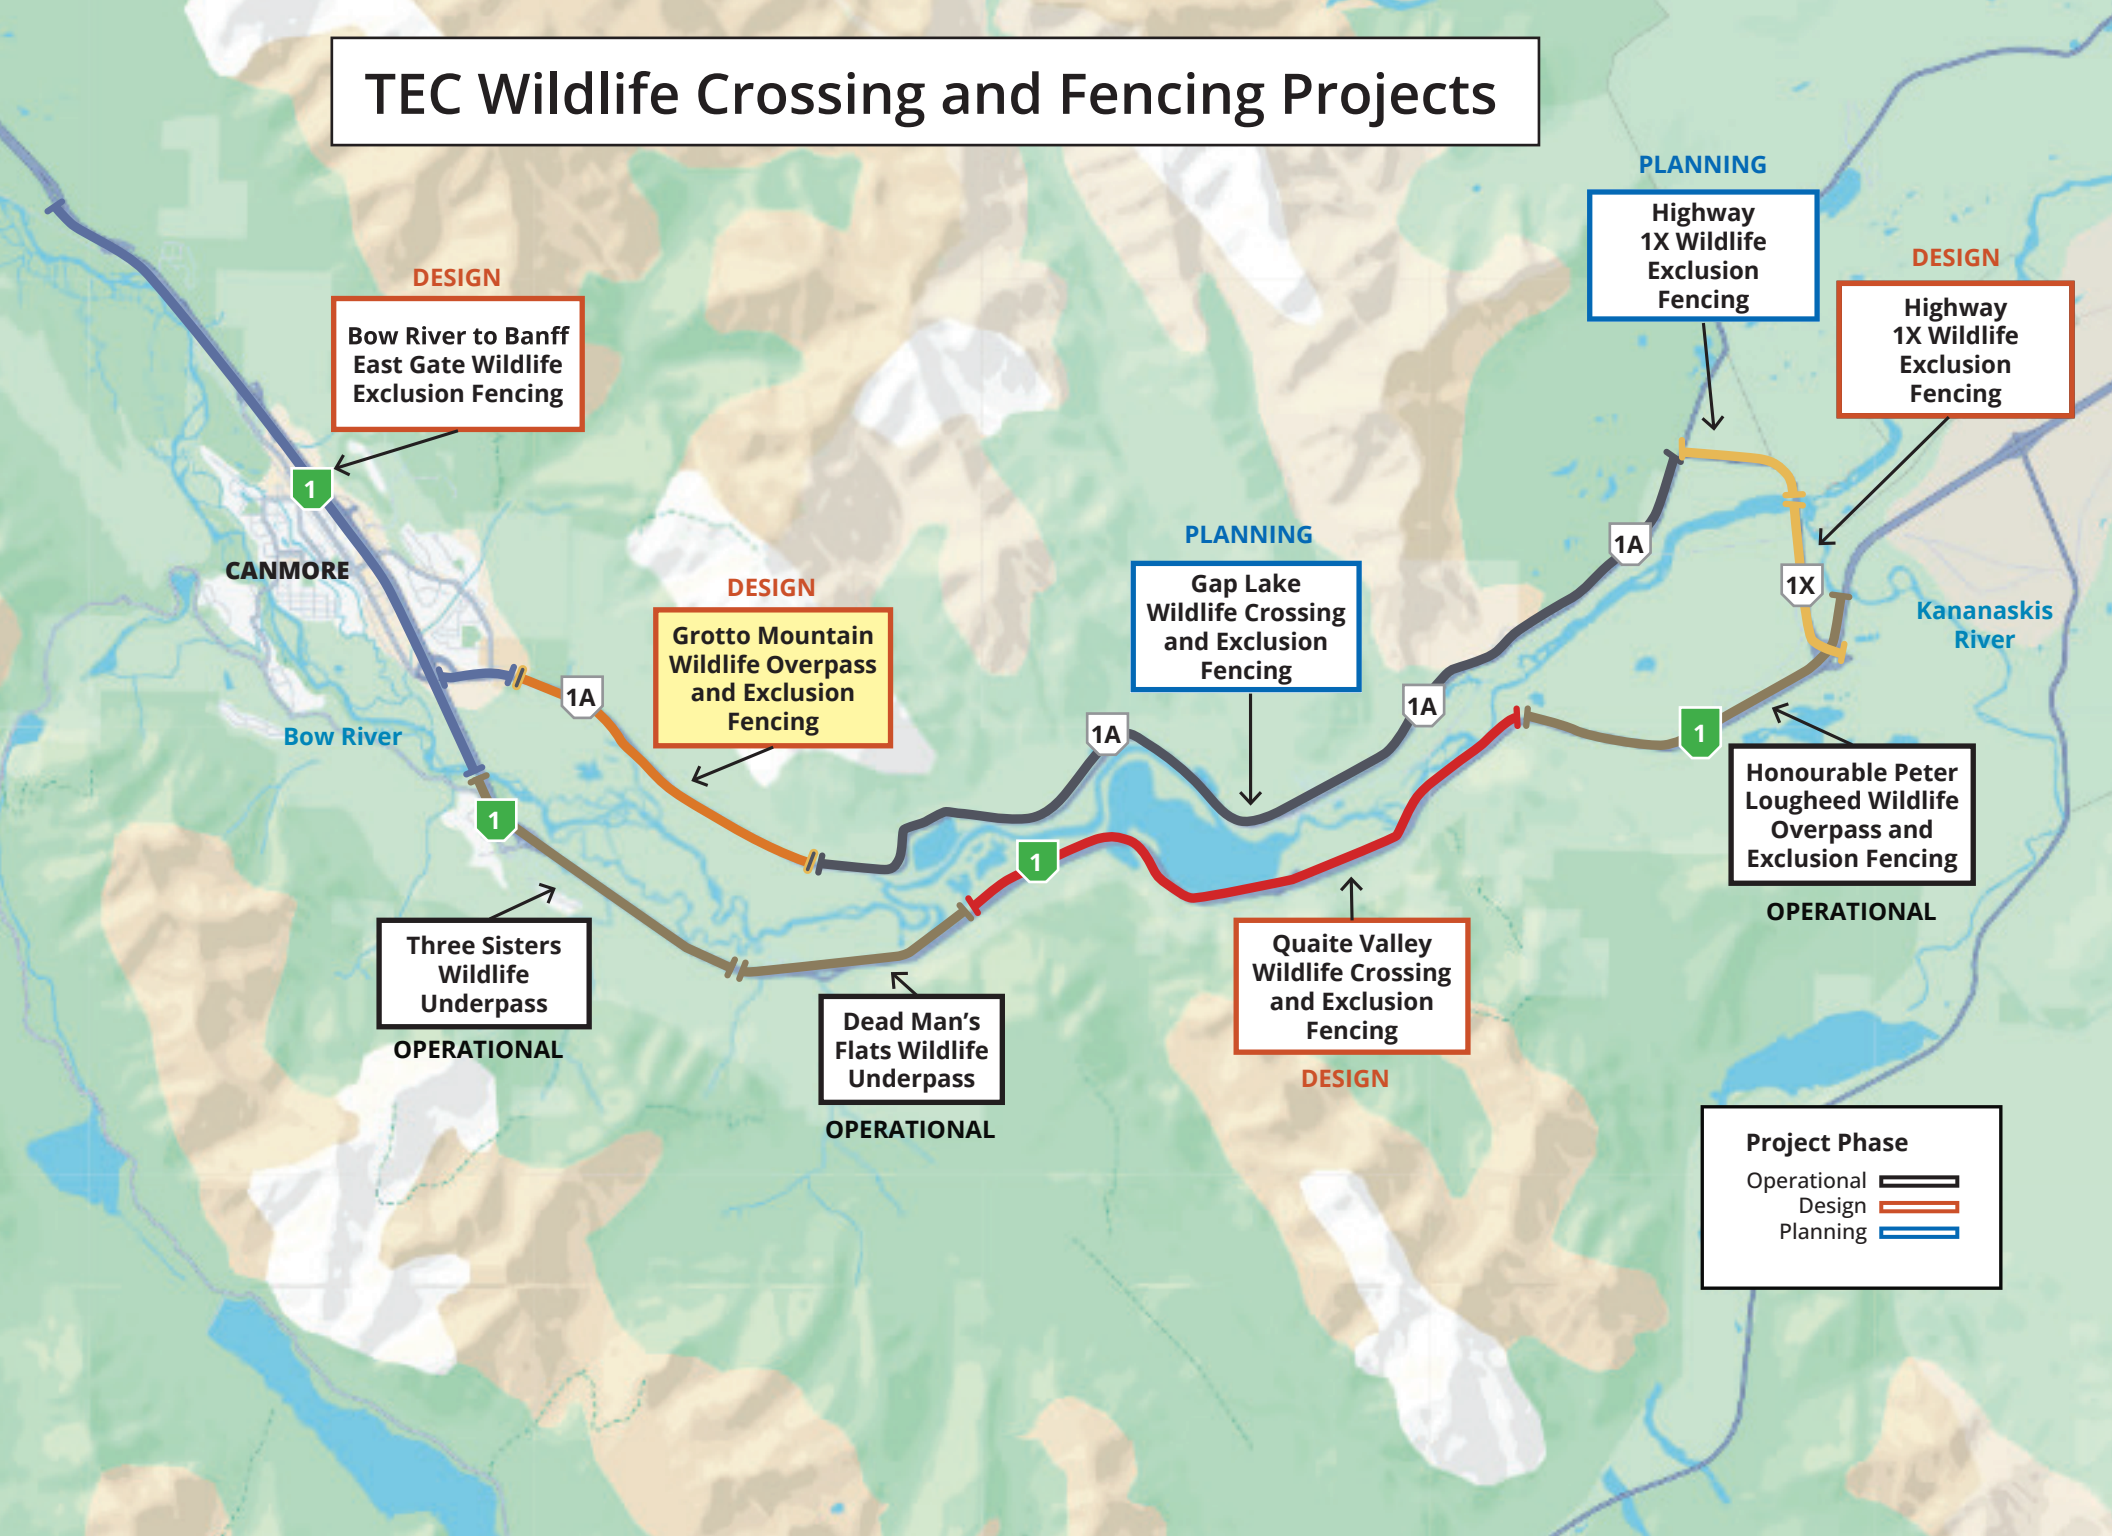 TEC Wildlife Crossing and Fencing Projects
PLANNING
Highway
1X Wildlife
Exclusion
Fencing
DESIGN
Highway
1X Wildlife
Exclusion
Fencing
DESIGN
Bow River to Banff
East Gate Wildlife
Exclusion Fencing
1
CANMORE
DESIGN
Grotto Mountain
Wildlife Overpass
and Exclusion
Fencing
1A
Bow River
PLANNING
Gap Lake
Wildlife Crossing
and Exclusion
Fencing
1A
1A
1A
1X
Kananaskis
River
1
1
1
Honourable Peter
Lougheed Wildlife
Overpass and
Exclusion Fencing
OPERATIONAL
Three Sisters
Wildlife
Underpass
OPERATIONAL
Dead Man's
Flats Wildlife
Underpass
OPERATIONAL
Quaite Valley
Wildlife Crossing
and Exclusion
Fencing
DESIGN
Project Phase
Operational
Design
Planning